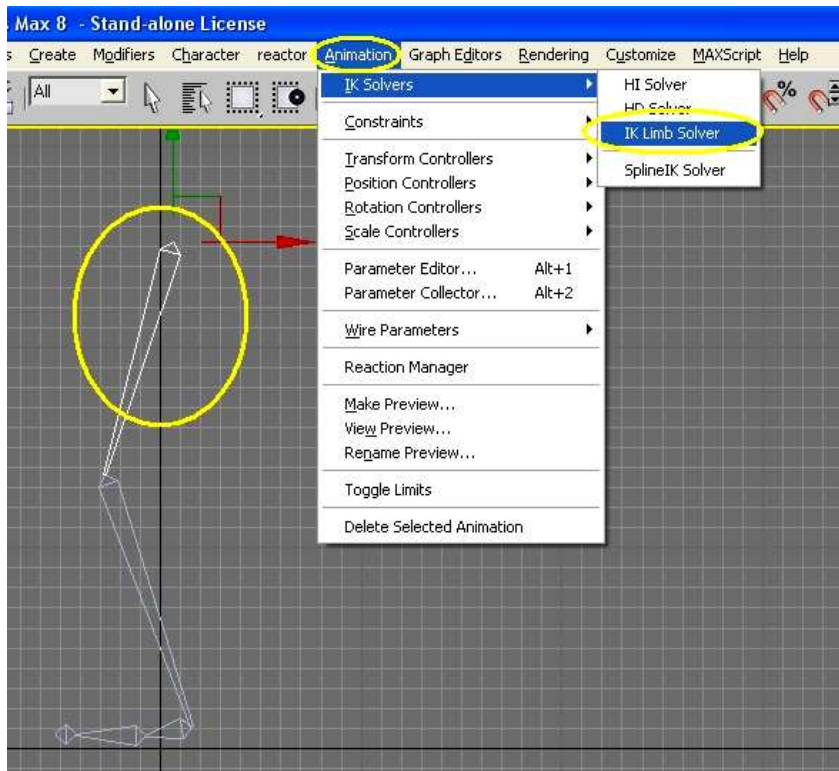 Max 8 - Stand-alone License
s Create Modifiers Character reactor Animation Graph Editors Rendering Customize MAXScript Help
All
%
IK Solvers
Constraints
Transform Controllers
Position Controllers
Rotation Controllers
Scale Controllers
Parameter Editor... Alt+1
Parameter Collector... Alt+2
Wire Parameters
Reaction Manager
Make Preview...
View Preview...
Rename Preview...
Toggle Limits
Delete Selected Animation
HI Solver
HD Solver
IK Limb Solver
SplineIK Solver